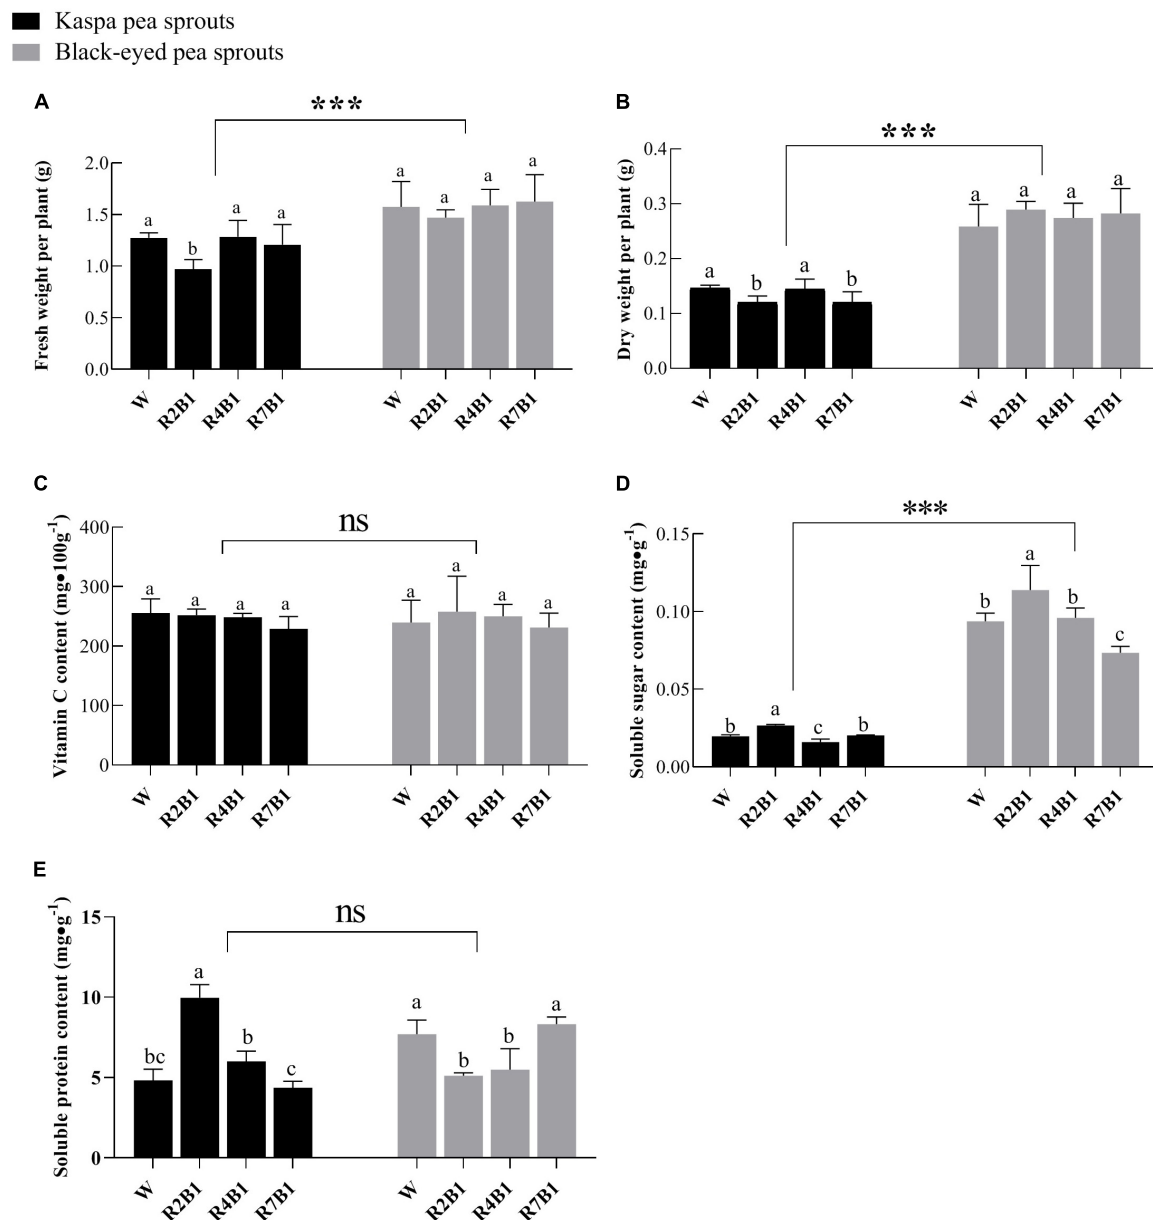 Kaspa pea sprouts
Black-eyed pea sprouts
A
***
Fresh weight per plant (g)
2.0
1.5
1.0
0.5
0.0
a
b
a
a
a
a
a
a
W
R2B1
R4B1
R7B1
W
R2B1
R4B1
R7B1
B
***
Dry weight per plant (g)
0.4
0.3
0.2
0.1
0.0
a
b
a
b
a
a
a
a
W
R2B1
R4B1
R7B1
W
R2B1
R4B1
R7B1
C
ns
Vitamin C content (mg•100g⁻¹)
400
300
200
100
0
a
a
a
a
a
a
a
a
W
R2B1
R4B1
R7B1
W
R2B1
R4B1
R7B1
D
***
Soluble sugar content (mg•g⁻¹)
0.15
0.10
0.05
0.00
b
a
c
b
b
a
b
c
W
R2B1
R4B1
R7B1
W
R2B1
R4B1
R7B1
E
ns
Soluble protein content (mg•g⁻¹)
15
10
5
0
bc
a
b
c
a
b
b
a
W
R2B1
R4B1
R7B1
W
R2B1
R4B1
R7B1